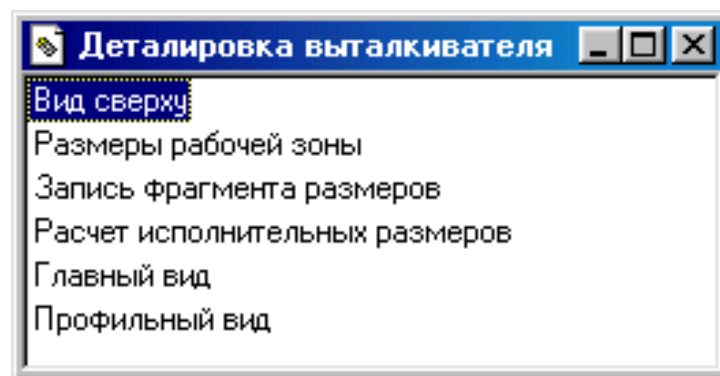 Деталировка выталкивателя
Вид сверху
Размеры рабочей зоны
Запись фрагмента размеров
Расчет исполнительных размеров
Главный вид
Профильный вид